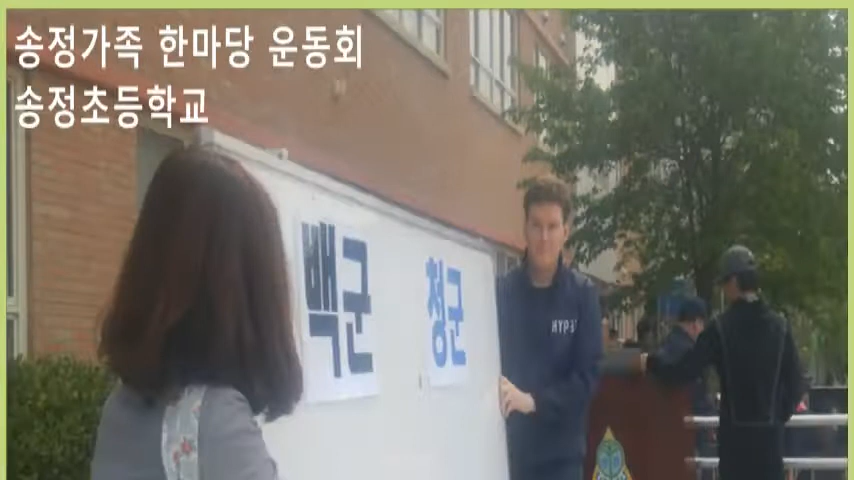 송정가족 한마당 운동회
송정초등학교
백군
청군